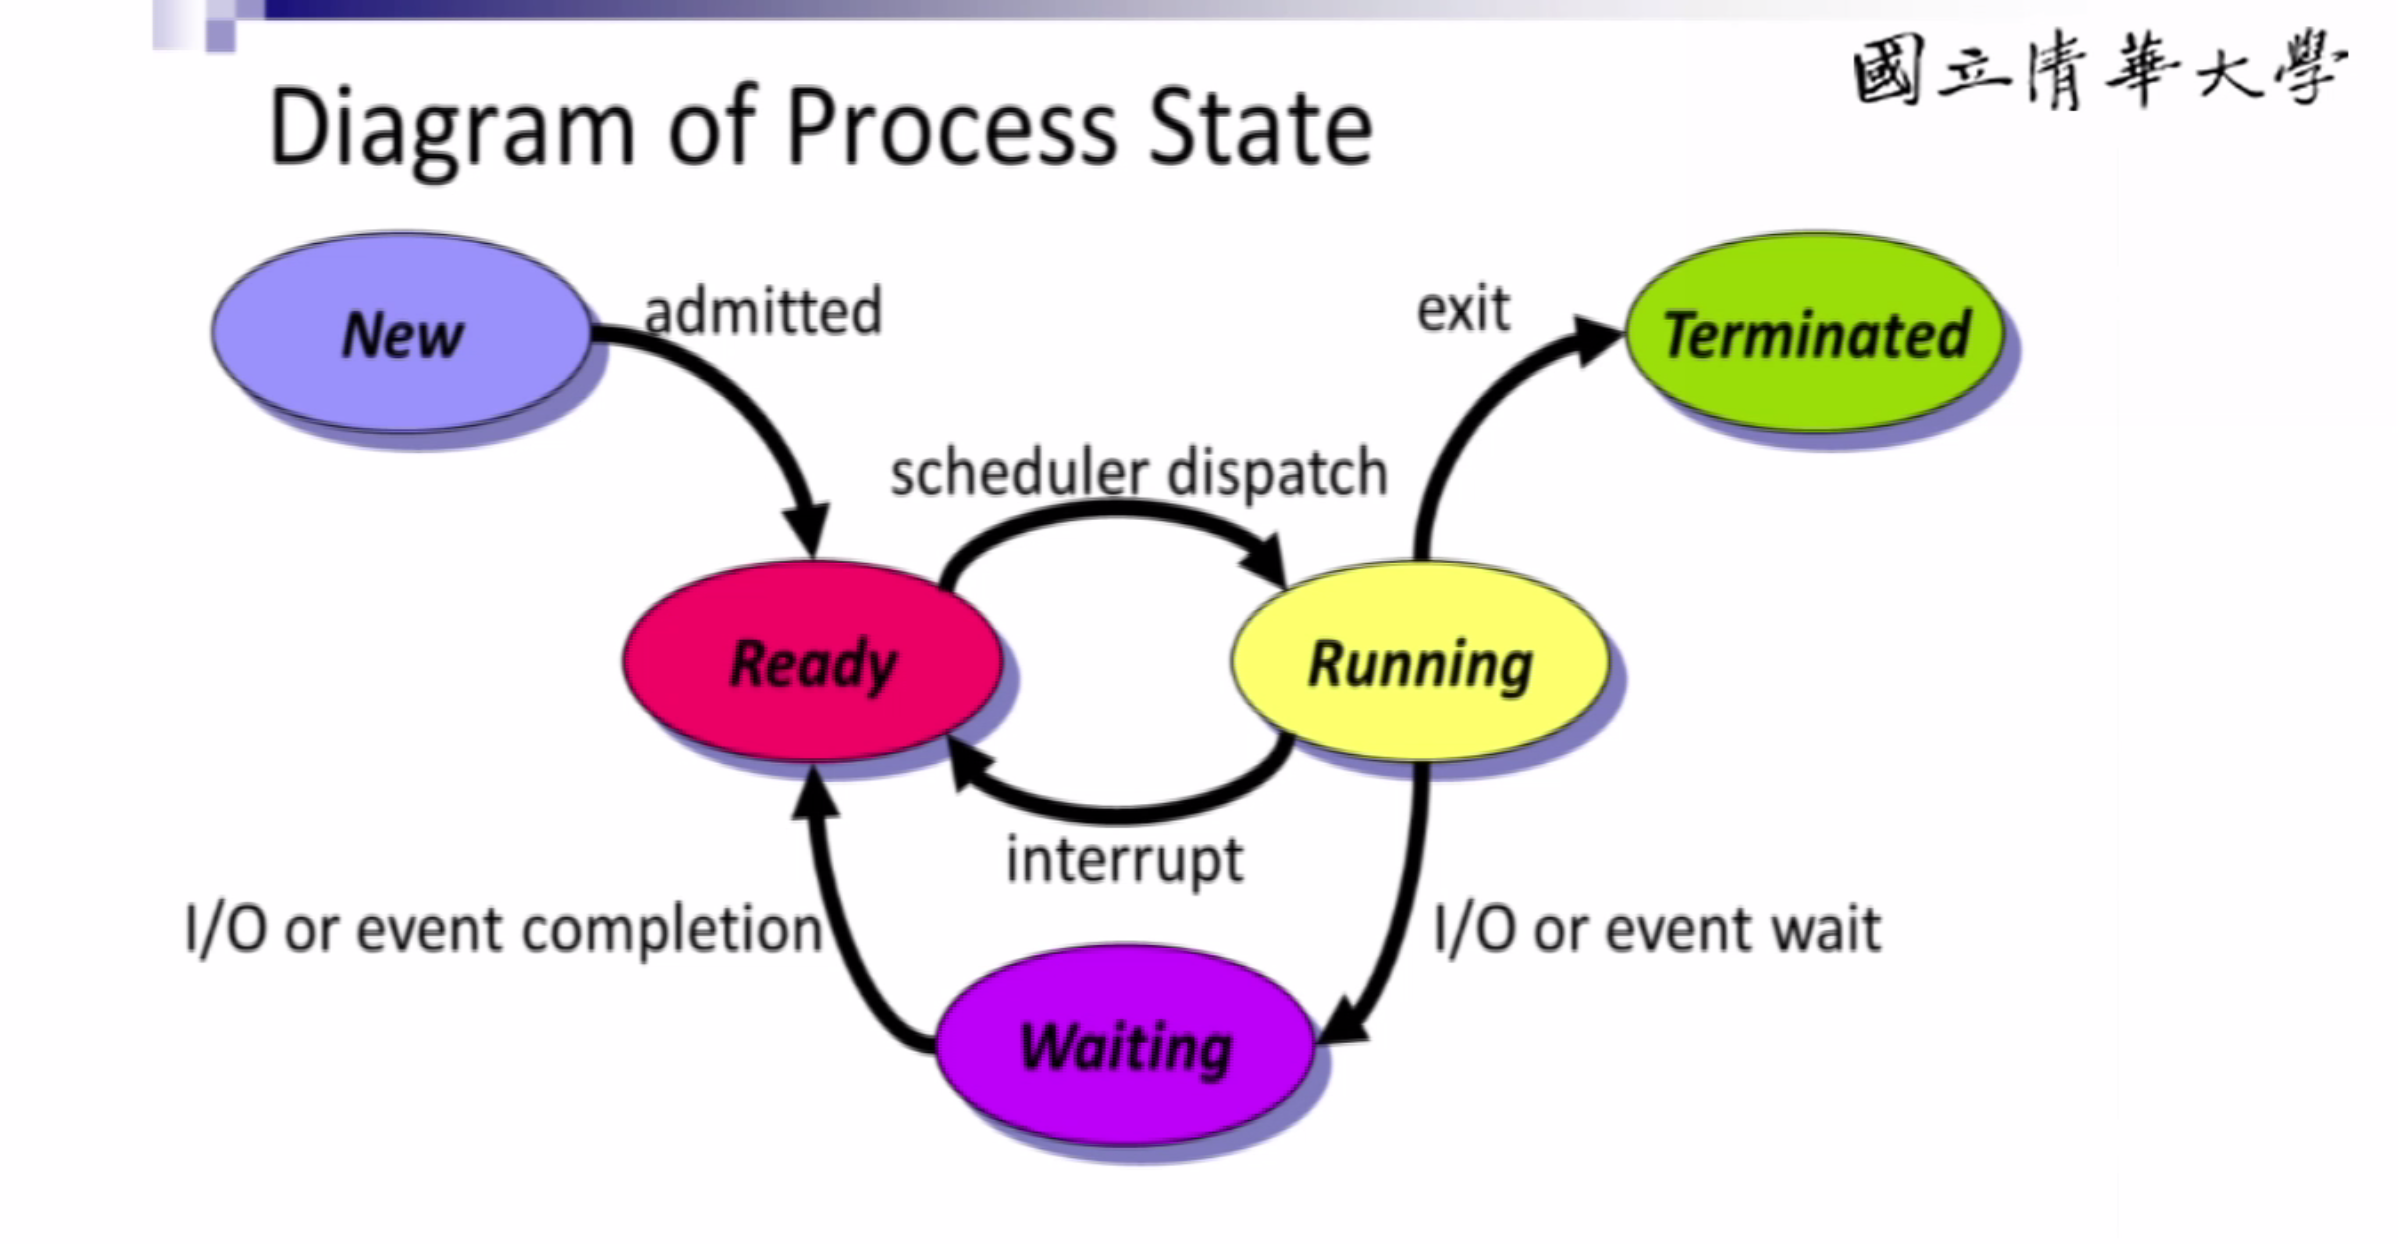 國立清華大學
Diagram of Process State
New
admitted
exit
Terminated
scheduler dispatch
Ready
Running
interrupt
I/O or event completion
I/O or event wait
Waiting